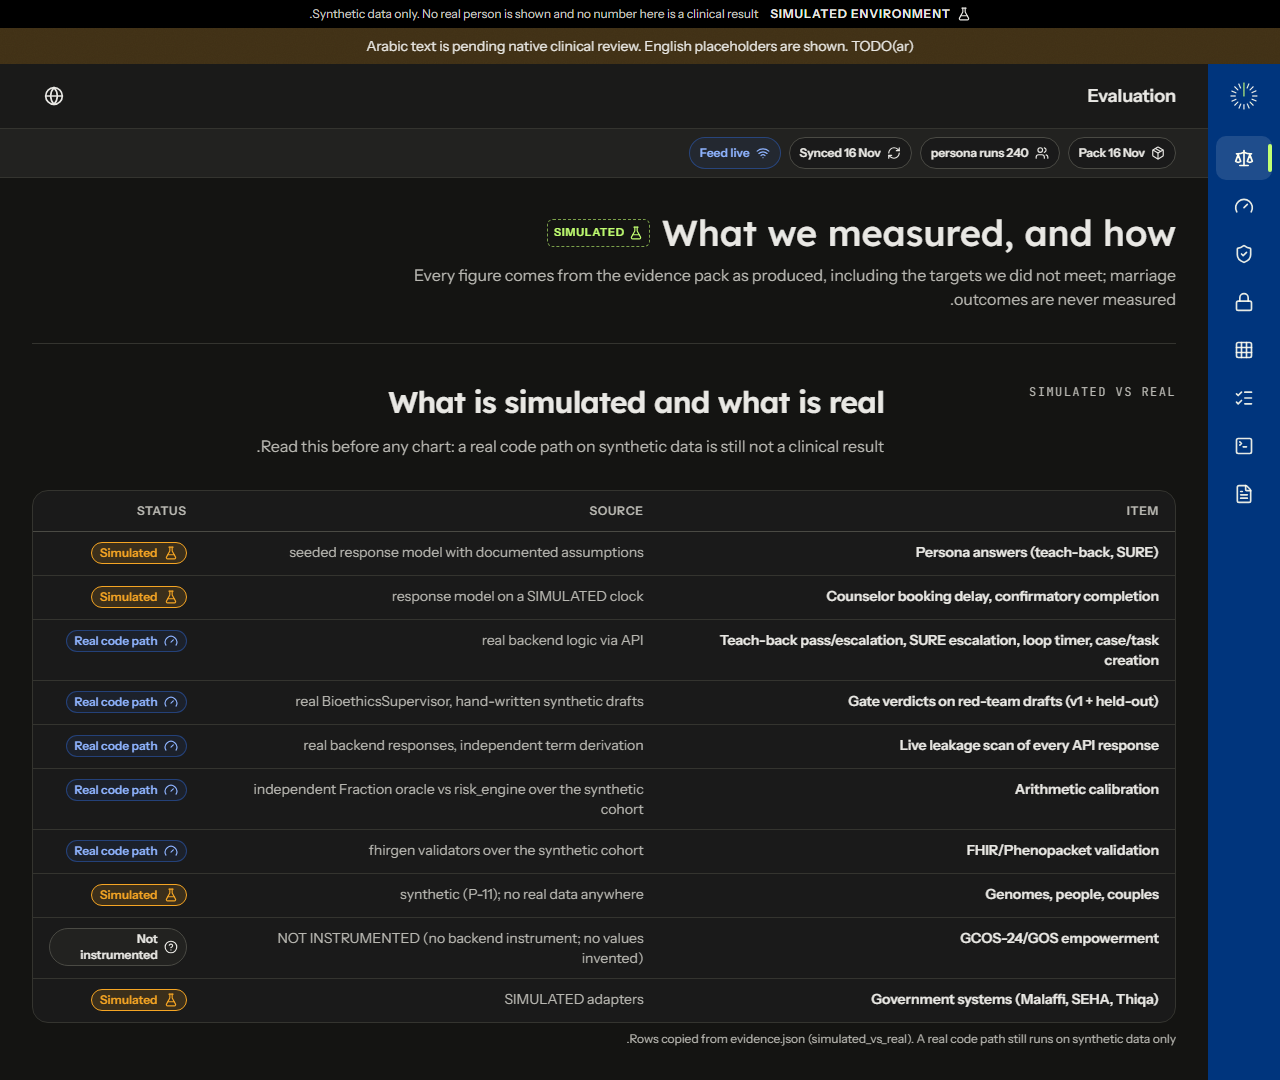 SIMULATED ENVIRONMENT Synthetic data only. No real person is shown and no number here is a clinical result.
Arabic text is pending native clinical review. English placeholders are shown. TODO(ar)
Evaluation
Pack 16 Nov
persona runs 240
Synced 16 Nov
Feed live
What we measured, and how
SIMULATED
Every figure comes from the evidence pack as produced, including the targets we did not meet; marriage
.outcomes are never measured
SIMULATED VS REAL
What is simulated and what is real
.Read this before any chart: a real code path on synthetic data is still not a clinical result
ITEM SOURCE STATUS
Persona answers (teach-back, SURE) seeded response model with documented assumptions Simulated
Counselor booking delay, confirmatory completion response model on a SIMULATED clock Simulated
Teach-back pass/escalation, SURE escalation, loop timer, case/task real backend logic via API Real code path
creation
Gate verdicts on red-team drafts (v1 + held-out) real BioethicsSupervisor, hand-written synthetic drafts Real code path
Live leakage scan of every API response real backend responses, independent term derivation Real code path
Arithmetic calibration independent Fraction oracle vs risk_engine over the synthetic Real code path
cohort
FHIR/Phenopacket validation fhirgen validators over the synthetic cohort Real code path
Genomes, people, couples synthetic (P-11); no real data anywhere Simulated
GCOS-24/GOS empowerment NOT INSTRUMENTED (no backend instrument; no values Not
invented) instrumented
Government systems (Malaffi, SEHA, Thiqa) SIMULATED adapters Simulated
.Rows copied from evidence.json (simulated_vs_real). A real code path still runs on synthetic data only